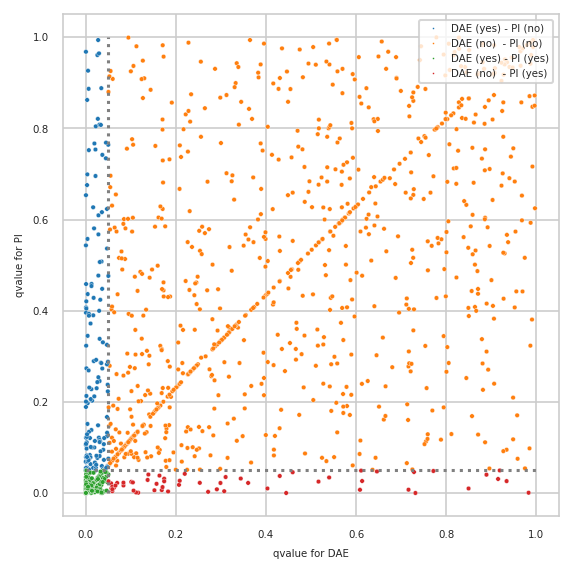 DAE (yes) - PI (no)
DAE (no)  - PI (no)
DAE (yes) - PI (yes)
DAE (no)  - PI (yes)
1.0
0.8
0.6
0.4
0.2
0.0
qvalue for PI
0.0 0.2 0.4 0.6 0.8 1.0
qvalue for DAE